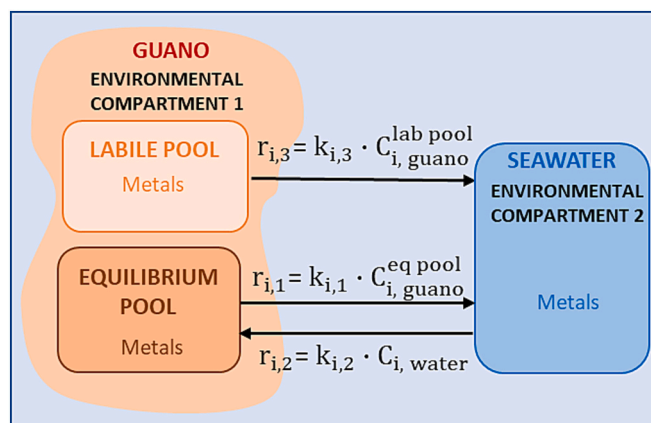 GUANO
ENVIRONMENTAL
COMPARTMENT 1
LABILE POOL
Metals
r_{i,3} = k_{i,3} · C_{i, guano}^{lab pool}
SEAWATER
ENVIRONMENTAL
COMPARTMENT 2
Metals
EQUILIBRIUM
POOL
Metals
r_{i,1} = k_{i,1} · C_{i, guano}^{eq pool}
r_{i,2} = k_{i,2} · C_{i, water}